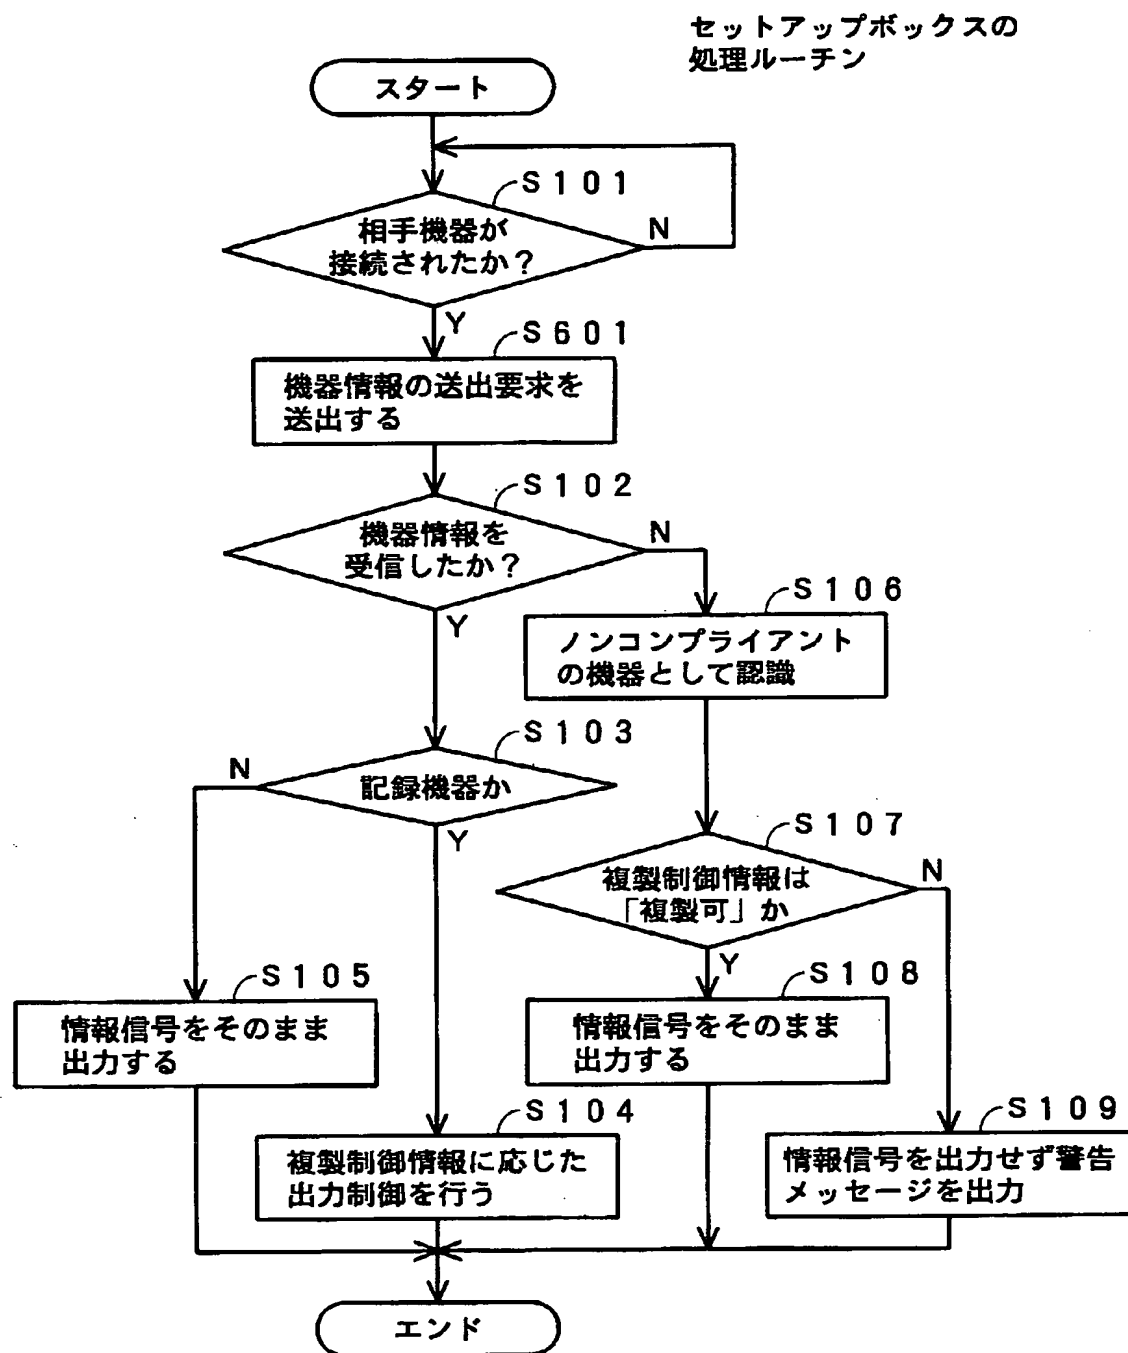 セットアップボックスの
処理ルーチン
スタート
S101
相手機器が
接続されたか？
N
Y
S601
機器情報の送出要求を
送出する
S102
機器情報を
受信したか？
N
Y
S106
ノンコンプライアント
の機器として認識
S103
記録機器か
N
Y
S107
複製制御情報は
「複製可」か
N
Y
S105
情報信号をそのまま
出力する
S108
情報信号をそのまま
出力する
S104
複製制御情報に応じた
出力制御を行う
S109
情報信号を出力せず警告
メッセージを出力
エンド